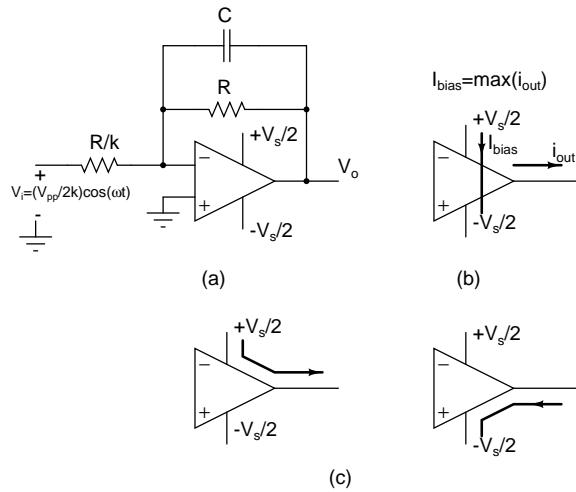 C
R
R/k
+V_s/2
−
+
V_o
+
V_i=(V_pp/2k)cos(ωt)
-
-V_s/2
(a)
I_bias=max(i_out)
+V_s/2
I_bias
i_out
−
+
-V_s/2
(b)
+V_s/2
−
+
-V_s/2
+V_s/2
−
+
-V_s/2
(c)